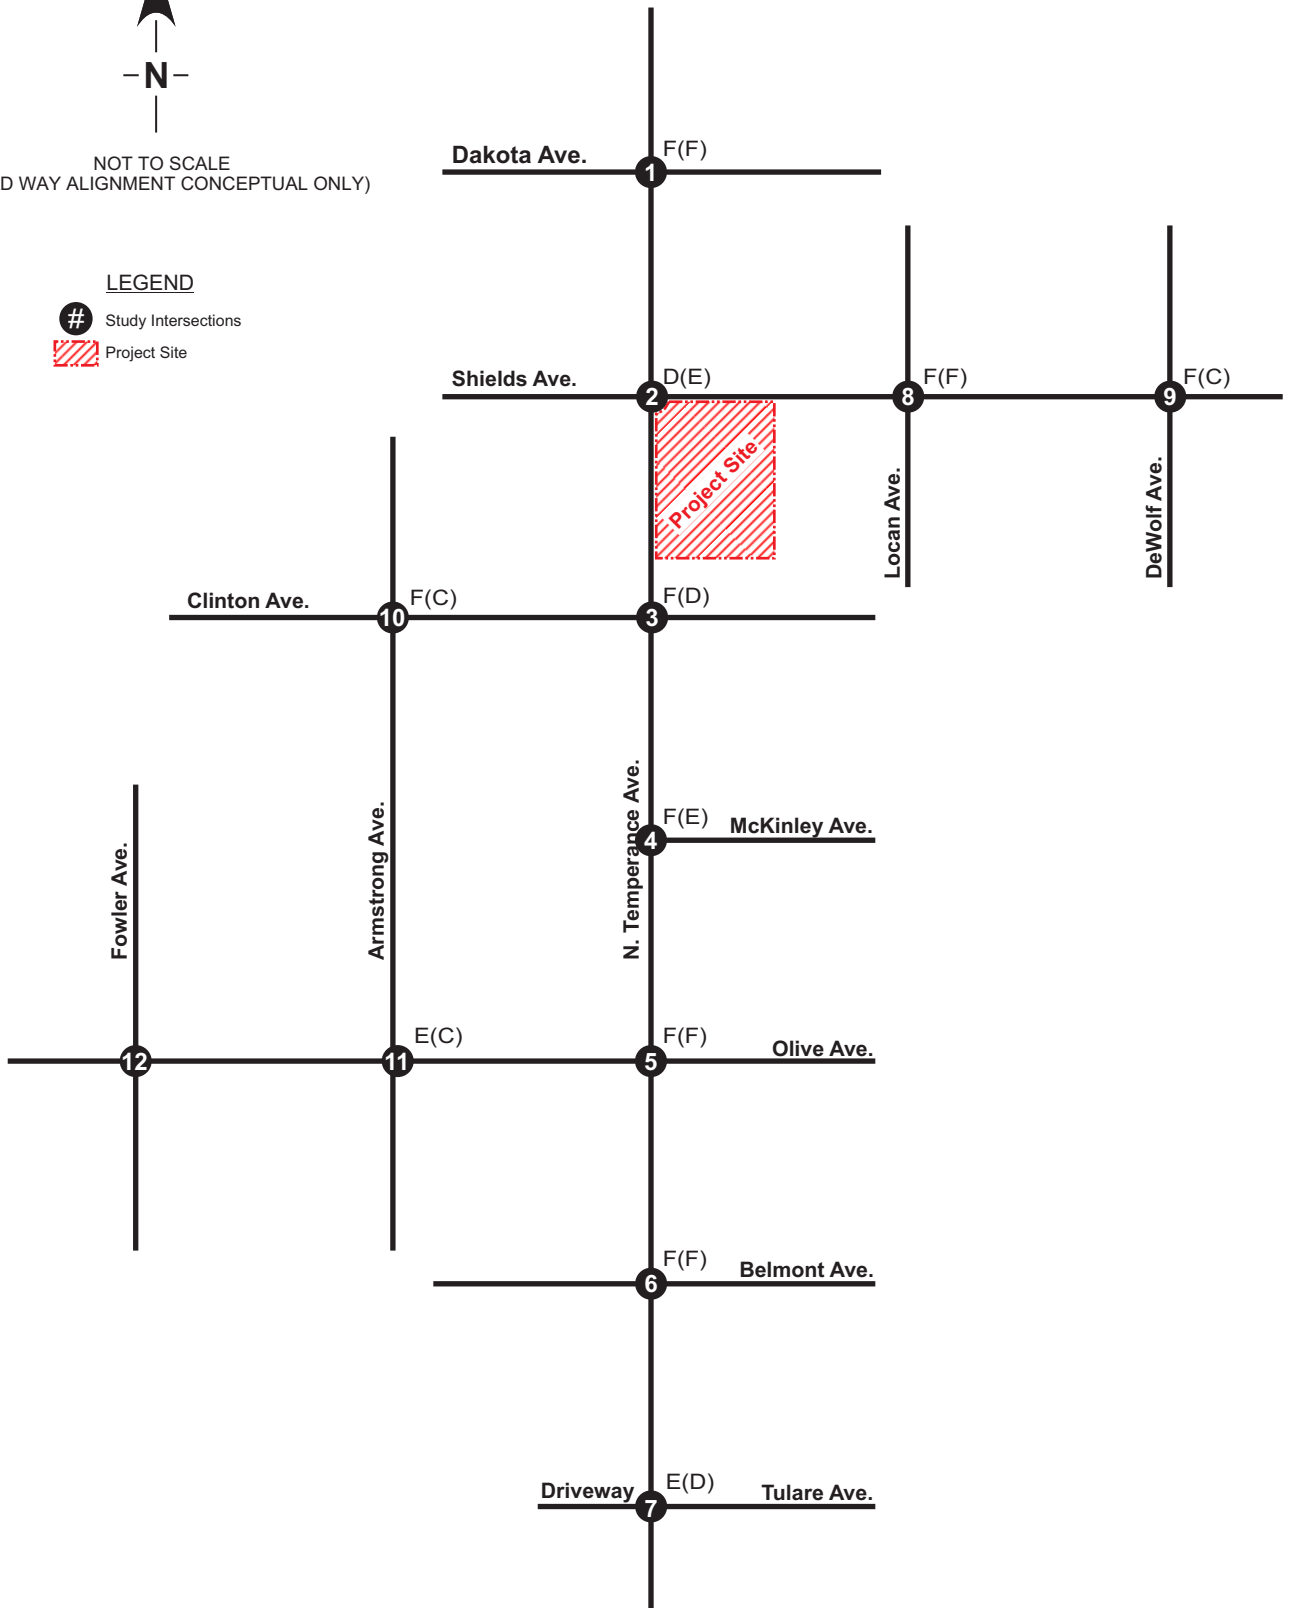 N
NOT TO SCALE
D WAY ALIGNMENT CONCEPTUAL ONLY)
LEGEND
# Study Intersections
Project Site
Dakota Ave.
F(F)
1
Shields Ave.
D(E)
2
F(F)
8
F(C)
9
Project Site
Locan Ave.
DeWolf Ave.
Clinton Ave.
F(C)
10
F(D)
3
Fowler Ave.
Armstrong Ave.
N. Temperance Ave.
F(E)
4
McKinley Ave.
12
E(C)
11
F(F)
5
Olive Ave.
F(F)
6
Belmont Ave.
Driveway
E(D)
7
Tulare Ave.